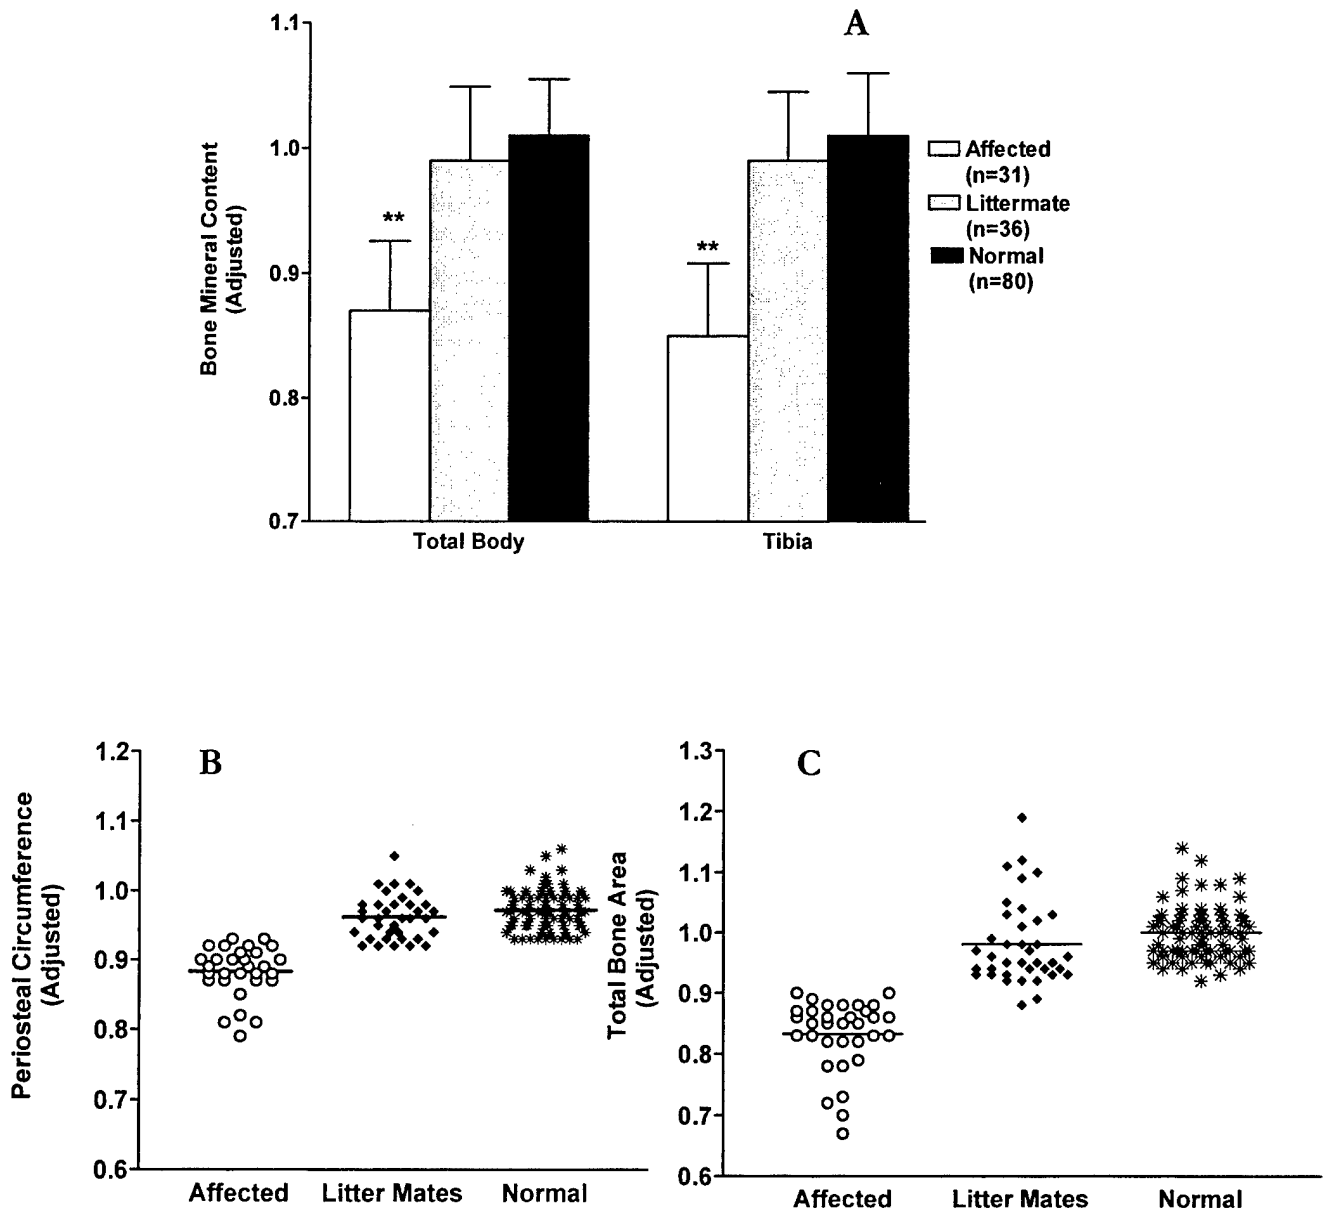 A
1.1
1.0
0.9
0.8
0.7
Bone Mineral Content
(Adjusted)
**
**
Total Body
Tibia
Affected
(n=31)
Littermate
(n=36)
Normal
(n=80)
B
1.2
1.1
1.0
0.9
0.8
0.7
0.6
Periosteal Circumference
(Adjusted)
Affected
Litter Mates
Normal
C
1.3
1.2
1.1
1.0
0.9
0.8
0.7
0.6
Total Bone Area
(Adjusted)
Affected
Litter Mates
Normal